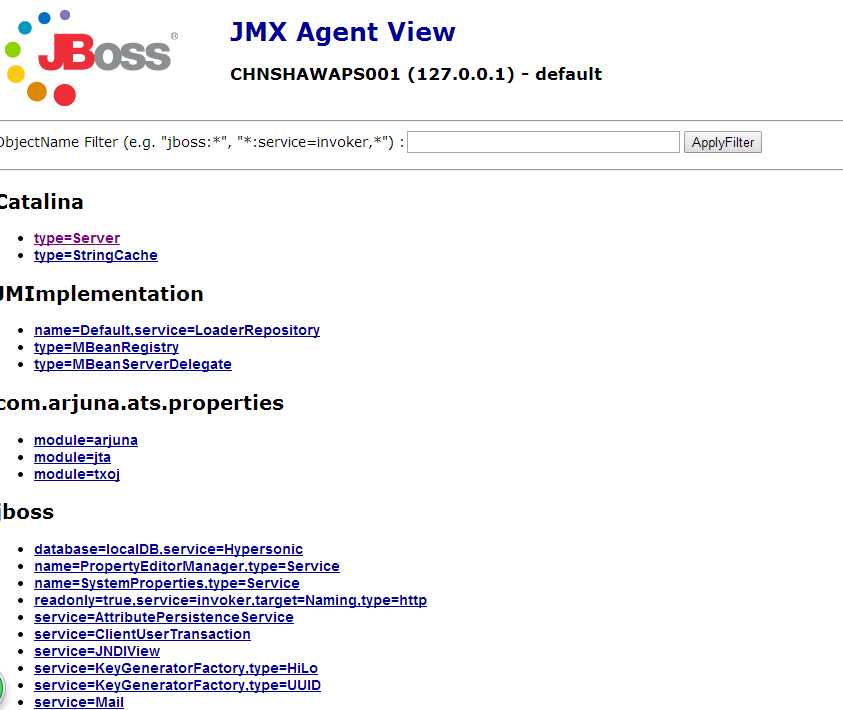 JBoss®
JMX Agent View
CHNSHAWAPS001 (127.0.0.1) - default
ObjectName Filter (e.g. "jboss:*", "*:service=invoker,*") :
ApplyFilter
Catalina
type=Server
type=StringCache
JMImplementation
name=Default,service=LoaderRepository
type=MBeanRegistry
type=MBeanServerDelegate
com.arjuna.ats.properties
module=arjuna
module=jta
module=txoj
jboss
database=localDB,service=Hypersonic
name=PropertyEditorManager,type=Service
name=SystemProperties,type=Service
readonly=true,service=invoker,target=Naming,type=http
service=AttributePersistenceService
service=ClientUserTransaction
service=JNDIView
service=KeyGeneratorFactory,type=HiLo
service=KeyGeneratorFactory,type=UUID
service=Mail